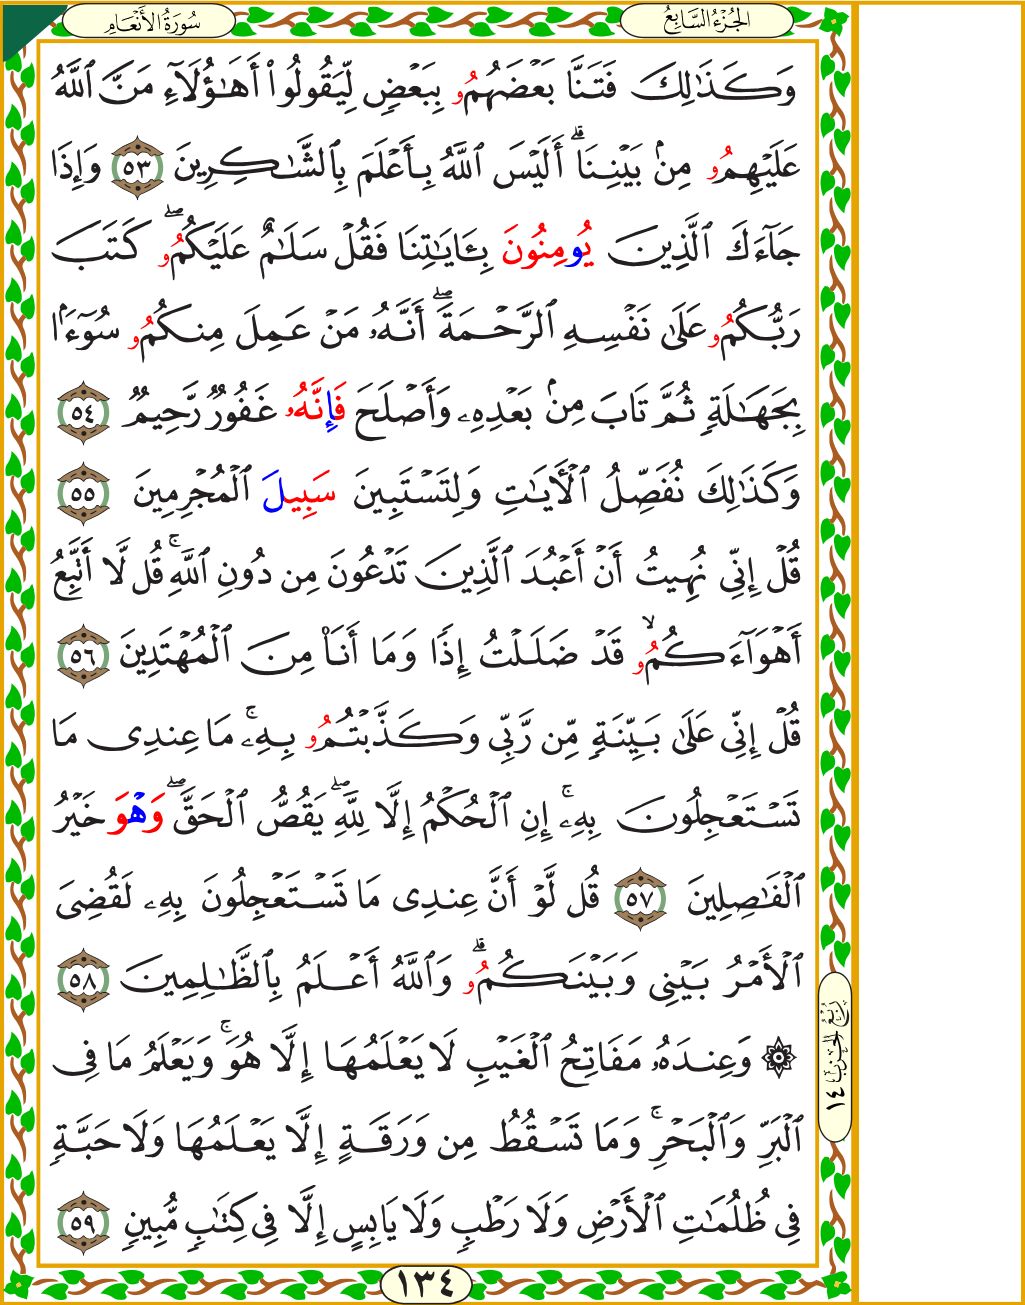 سُورَةُ الأَنْعَامِ
الجُزْءُ السَّابِعُ
وَكَذَٰلِكَ فَتَنَّا بَعْضَهُمُۥ بِبَعْضٍ لِّيَقُولُوٓا۟ أَهَـٰٓؤُلَآءِ مَنَّ ٱللَّهُ
عَلَيْهِمُۥ مِنۢ بَيْنِنَآ ۗ أَلَيْسَ ٱللَّهُ بِأَعْلَمَ بِٱلشَّـٰكِرِينَ ٥٣ وَإِذَا
جَآءَكَ ٱلَّذِينَ يُومِنُونَ بِـَٔايَـٰتِنَا فَقُلْ سَلَـٰمٌ عَلَيْكُمُۥ ۖ كَتَبَ
رَبُّكُمُۥ عَلَىٰ نَفْسِهِ ٱلرَّحْمَةَ ۖ أَنَّهُۥ مَنْ عَمِلَ مِنكُمُۥ سُوٓءَۢا
بِجَهَـٰلَةٍ ثُمَّ تَابَ مِنۢ بَعْدِهِۦ وَأَصْلَحَ فَإِنَّهُۥ غَفُورٌ رَّحِيمٌ ٥٤
وَكَذَٰلِكَ نُفَصِّلُ ٱلْأَيَـٰتِ وَلِتَسْتَبِينَ سَبِيلَ ٱلْمُجْرِمِينَ ٥٥
قُلْ إِنِّى نُهِيتُ أَنْ أَعْبُدَ ٱلَّذِينَ تَدْعُونَ مِن دُونِ ٱللَّهِ ۚ قُل لَّآ أَتَّبِعُ
أَهْوَآءَكُمُۥ ۙ قَدْ ضَلَلْتُ إِذًا وَمَآ أَنَا۠ مِنَ ٱلْمُهْتَدِينَ ٥٦
قُلْ إِنِّى عَلَىٰ بَيِّنَةٍ مِّن رَّبِّى وَكَذَّبْتُمُۥ بِهِۦ ۚ مَا عِندِى مَا
تَسْتَعْجِلُونَ بِهِۦٓ ۚ إِنِ ٱلْحُكْمُ إِلَّا لِلَّهِ ۖ يَقُصُّ ٱلْحَقَّ ۖ وَهْوَ خَيْرُ
ٱلْفَـٰصِلِينَ ٥٧ قُل لَّوْ أَنَّ عِندِى مَا تَسْتَعْجِلُونَ بِهِۦ لَقُضِىَ
ٱلْأَمْرُ بَيْنِى وَبَيْنَكُمُۥ ۗ وَٱللَّهُ أَعْلَمُ بِٱلظَّـٰلِمِينَ ٥٨
۞ وَعِندَهُۥ مَفَاتِحُ ٱلْغَيْبِ لَا يَعْلَمُهَآ إِلَّا هُوَ ۚ وَيَعْلَمُ مَا فِى
ٱلْبَرِّ وَٱلْبَحْرِ ۚ وَمَا تَسْقُطُ مِن وَرَقَةٍ إِلَّا يَعْلَمُهَا وَلَا حَبَّةٍ
فِى ظُلُمَـٰتِ ٱلْأَرْضِ وَلَا رَطْبٍ وَلَا يَابِسٍ إِلَّا فِى كِتَـٰبٍ مُّبِينٍ ٥٩
رُبْعُ الحِزْبِ ١٤
١٣٤